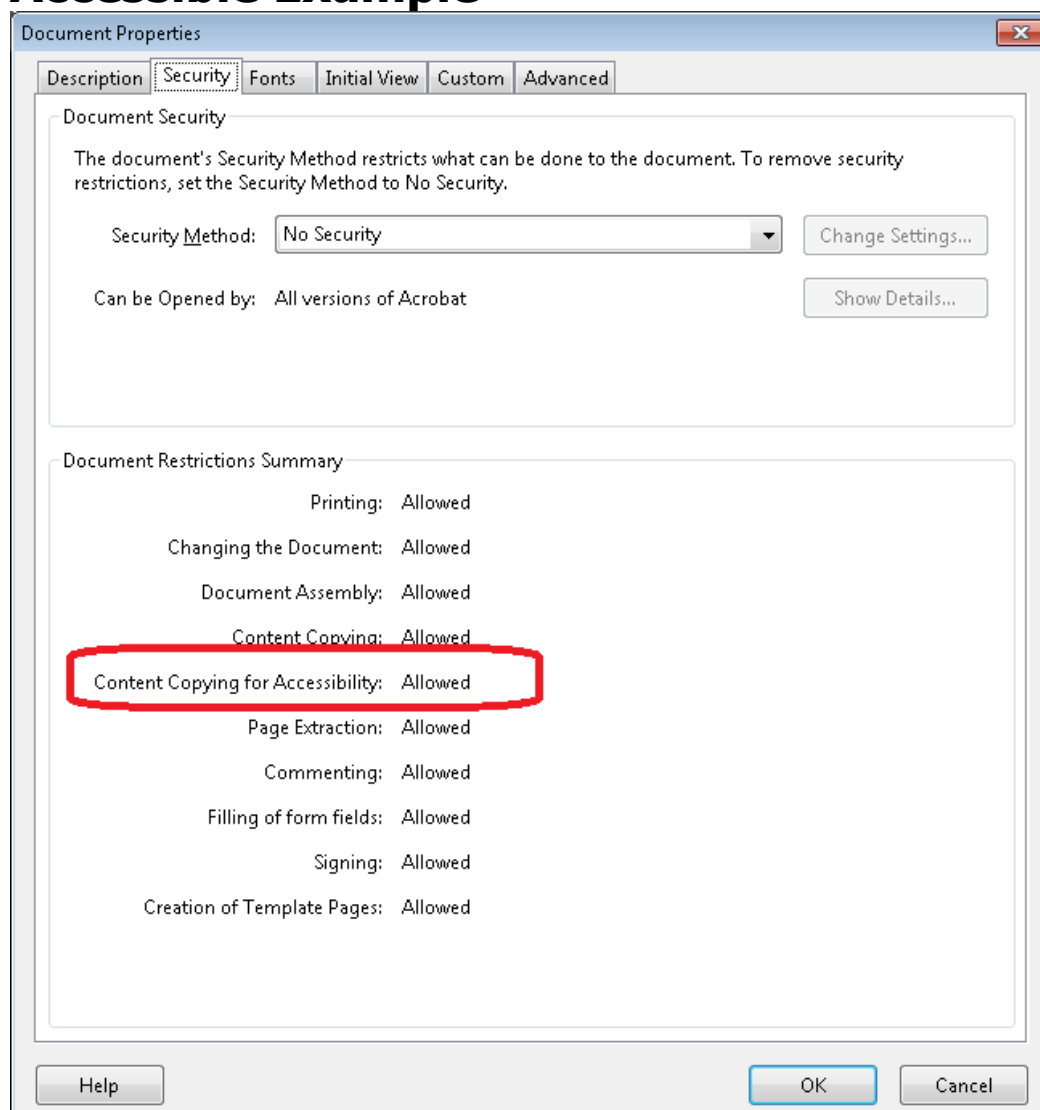 Accessible Example
Document Properties
Description Security Fonts Initial View Custom Advanced
Document Security
The document's Security Method restricts what can be done to the document. To remove security
restrictions, set the Security Method to No Security.
Security Method: No Security Change Settings...
Can be Opened by: All versions of Acrobat Show Details...
Document Restrictions Summary
Printing: Allowed
Changing the Document: Allowed
Document Assembly: Allowed
Content Copying: Allowed
Content Copying for Accessibility: Allowed
Page Extraction: Allowed
Commenting: Allowed
Filling of form fields: Allowed
Signing: Allowed
Creation of Template Pages: Allowed
Help OK Cancel